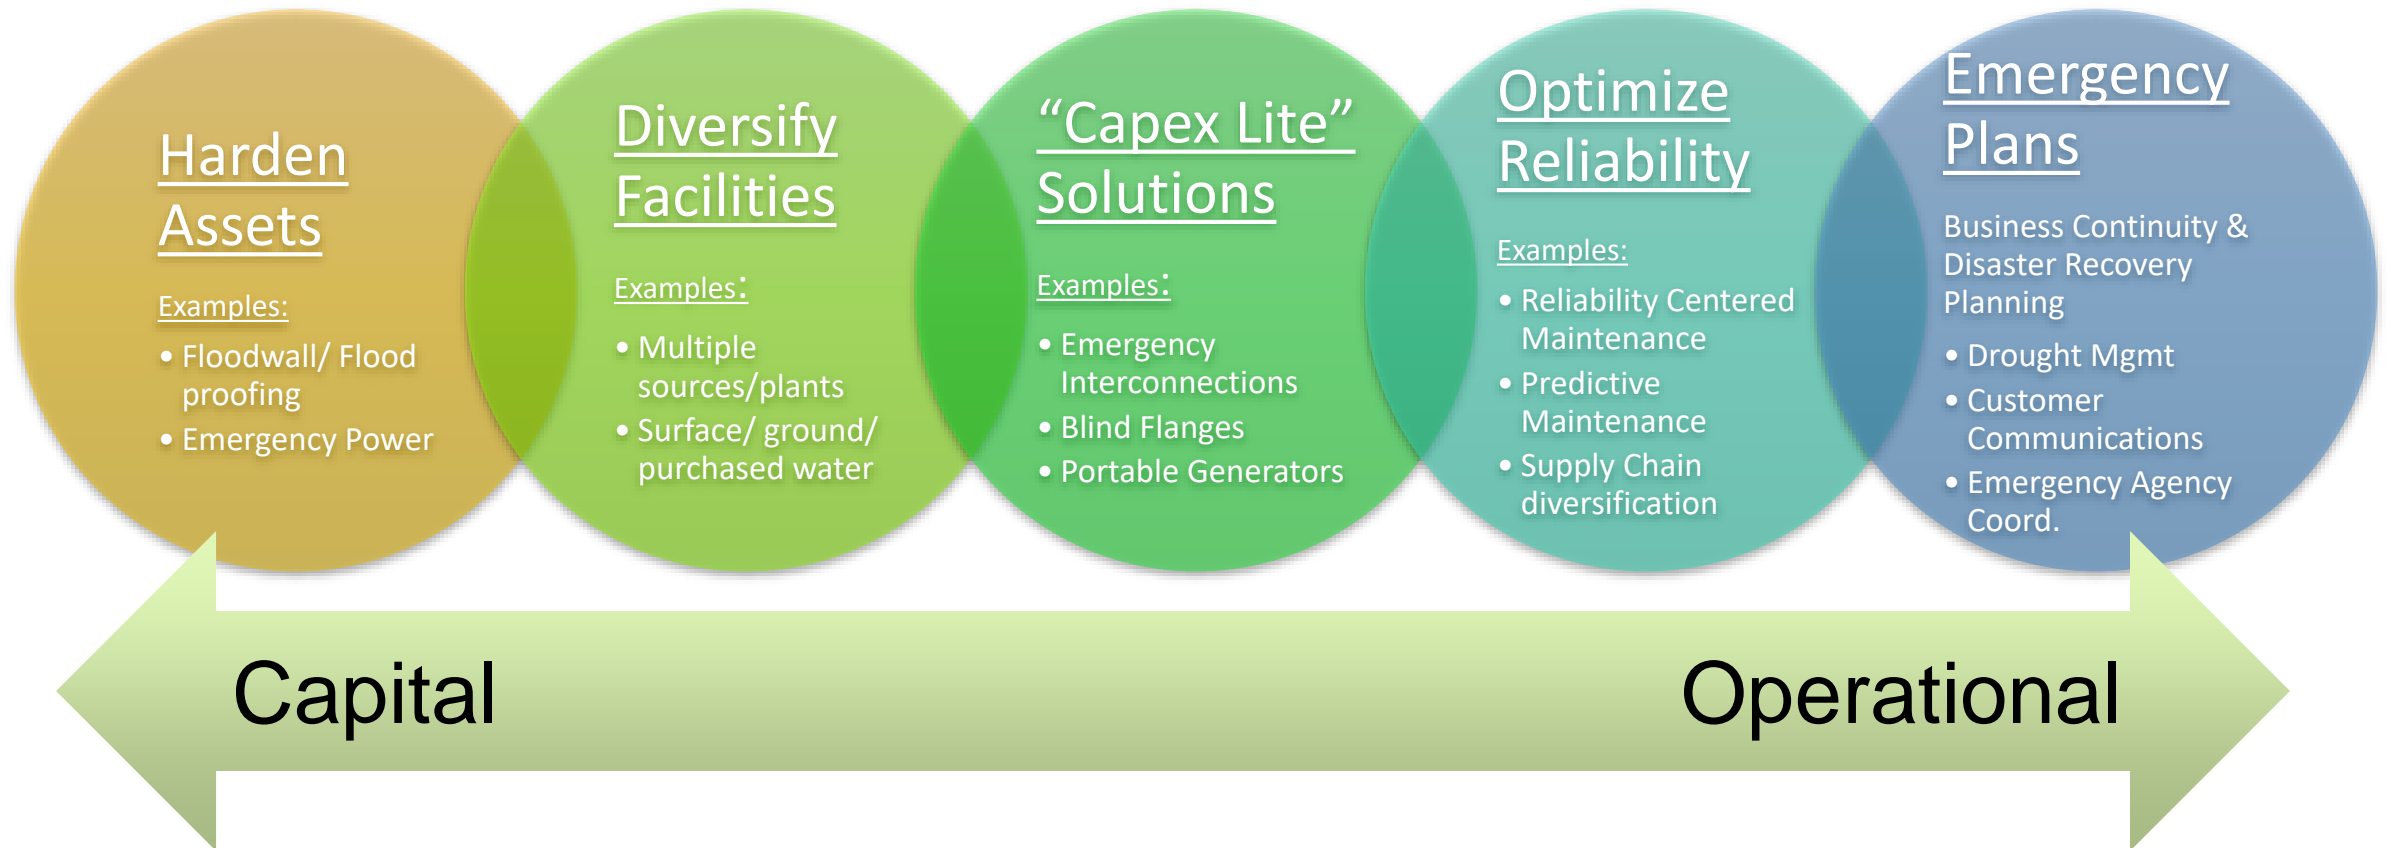 Harden
Assets
Examples:
• Floodwall/ Flood
proofing
• Emergency Power
Diversify
Facilities
Examples:
• Multiple
sources/plants
• Surface/ ground/
purchased water
“Capex Lite”
Solutions
Examples:
• Emergency
Interconnections
• Blind Flanges
• Portable Generators
Optimize
Reliability
Examples:
• Reliability Centered
Maintenance
• Predictive
Maintenance
• Supply Chain
diversification
Emergency
Plans
Business Continuity &
Disaster Recovery
Planning
• Drought Mgmt
• Customer
Communications
• Emergency Agency
Coord.
Capital
Operational